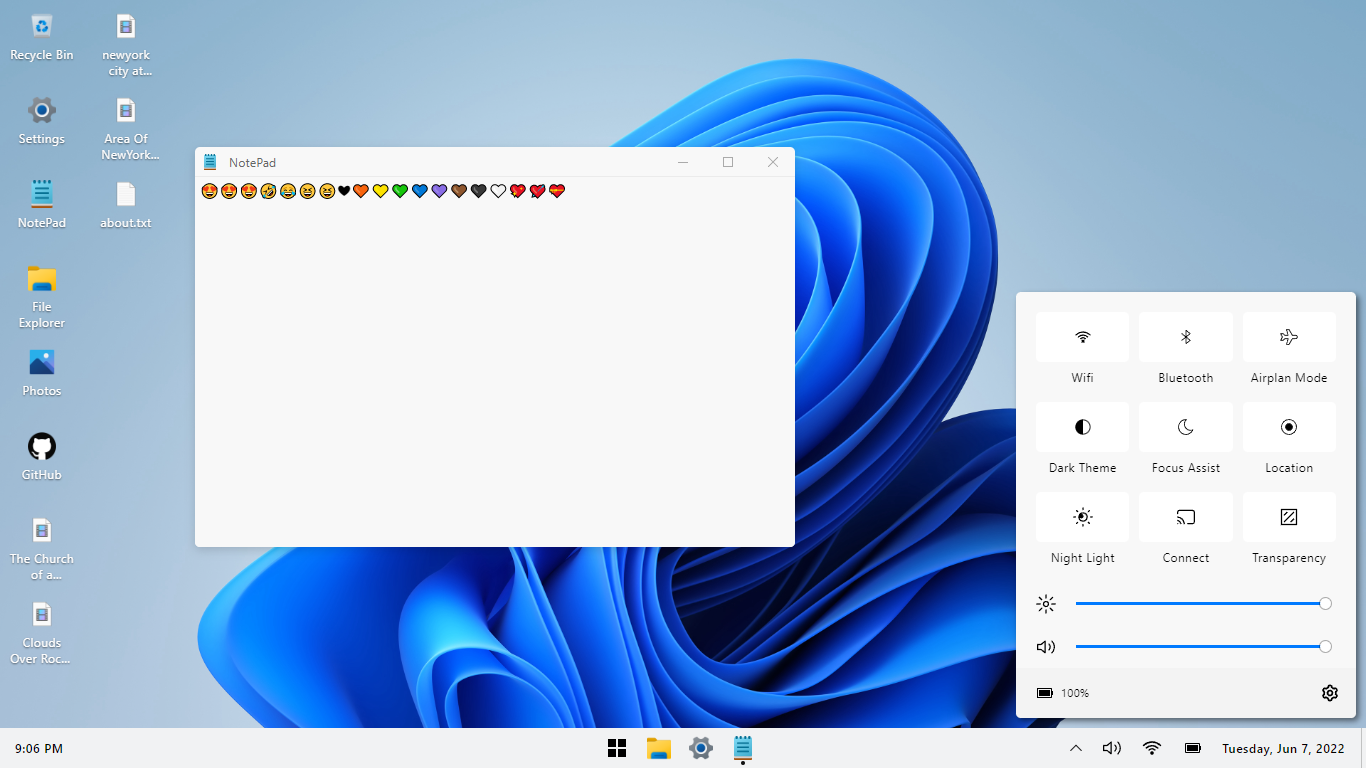 Recycle Bin
newyork
city at...
Settings
Area Of
NewYork...
NotePad
about.txt
File
Explorer
Photos
GitHub
The Church
of a...
Clouds
Over Roc...
NotePad
😍😍😍🤣😂😆😆🖤🧡💛💚💙💜🤎🖤🤍💖💘💝
Wifi
Bluetooth
Airplan Mode
Dark Theme
Focus Assist
Location
Night Light
Connect
Transparency
100%
9:06 PM
Tuesday, Jun 7, 2022